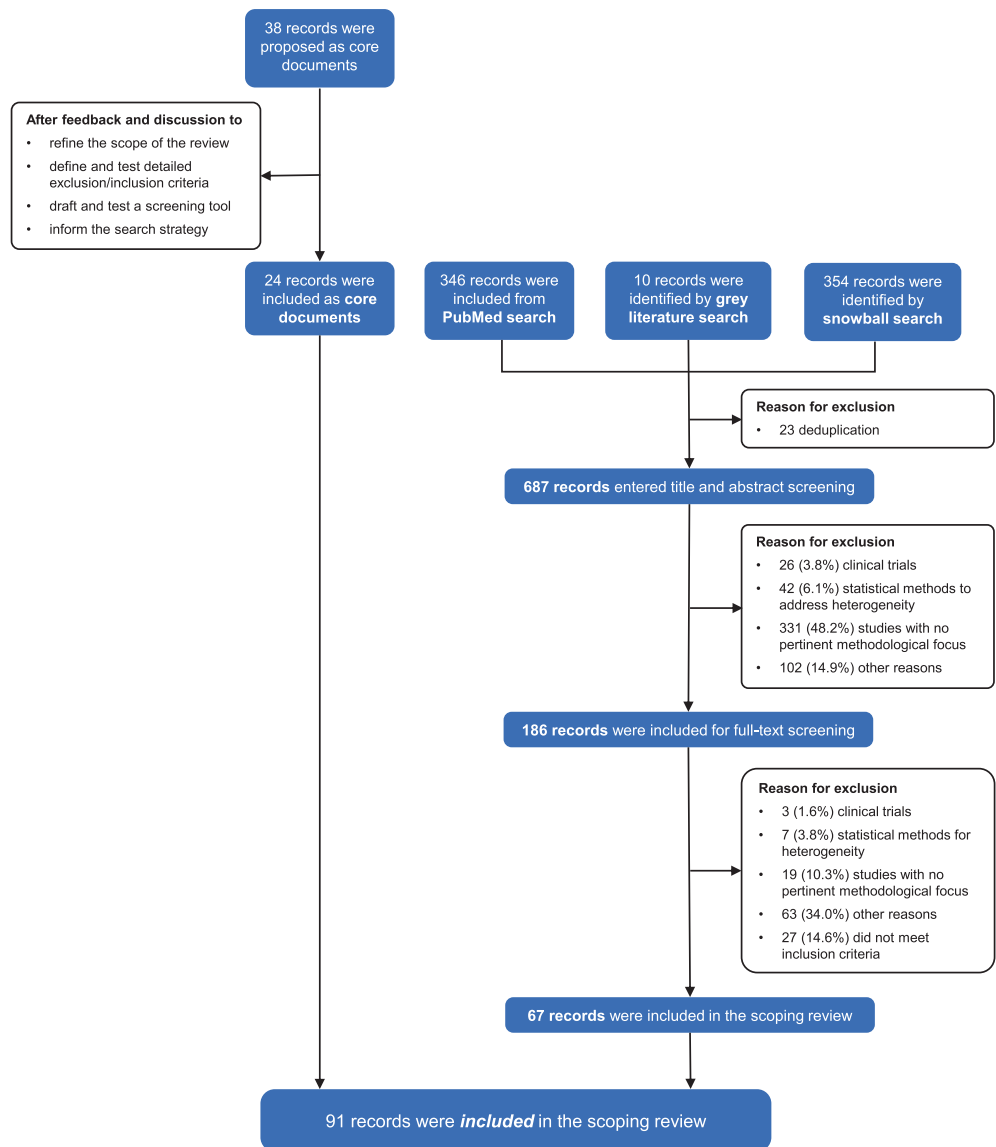 38 records were
proposed as core
documents
After feedback and discussion to
• refine the scope of the review
• define and test detailed
exclusion/inclusion criteria
• draft and test a screening tool
• inform the search strategy
24 records were
included as core
documents
346 records were
included from
PubMed search
10 records were
identified by grey
literature search
354 records were
identified by
snowball search
Reason for exclusion
• 23 deduplication
687 records entered title and abstract screening
Reason for exclusion
• 26 (3.8%) clinical trials
• 42 (6.1%) statistical methods to
address heterogeneity
• 331 (48.2%) studies with no
pertinent methodological focus
• 102 (14.9%) other reasons
186 records were included for full-text screening
Reason for exclusion
• 3 (1.6%) clinical trials
• 7 (3.8%) statistical methods for
heterogeneity
• 19 (10.3%) studies with no
pertinent methodological focus
• 63 (34.0%) other reasons
• 27 (14.6%) did not meet
inclusion criteria
67 records were included in the scoping review
91 records were included in the scoping review